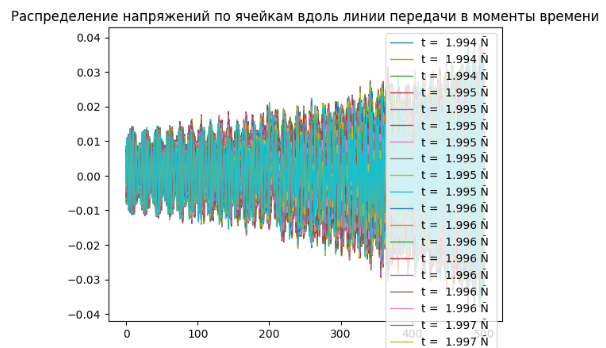 Распределение напряжений по ячейкам вдоль линии передачи в моменты времени
0.04
0.03
0.02
0.01
0.00
−0.01
−0.02
−0.03
−0.04
0
100
200
300
400
500
t = 1.994 Ñ
t = 1.994 Ñ
t = 1.994 Ñ
t = 1.995 Ñ
t = 1.995 Ñ
t = 1.995 Ñ
t = 1.995 Ñ
t = 1.995 Ñ
t = 1.995 Ñ
t = 1.995 Ñ
t = 1.996 Ñ
t = 1.996 Ñ
t = 1.996 Ñ
t = 1.996 Ñ
t = 1.996 Ñ
t = 1.996 Ñ
t = 1.996 Ñ
t = 1.997 Ñ
t = 1.997 Ñ